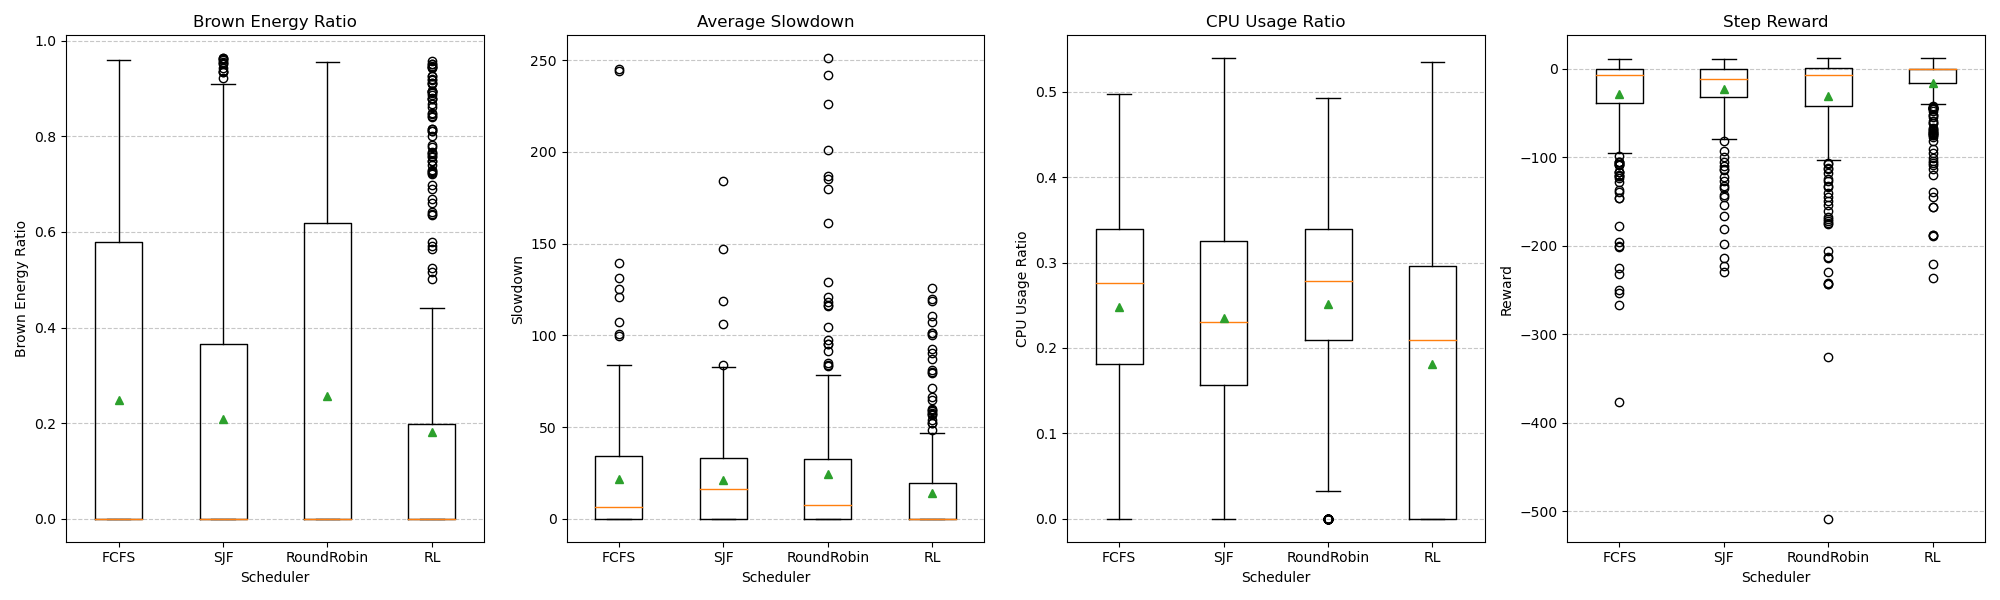 Brown Energy Ratio
Brown Energy Ratio
1.0
0.8
0.6
0.4
0.2
0.0
FCFS SJF RoundRobin RL
Scheduler
Average Slowdown
Slowdown
250
200
150
100
50
0
FCFS SJF RoundRobin RL
Scheduler
CPU Usage Ratio
CPU Usage Ratio
0.5
0.4
0.3
0.2
0.1
0.0
FCFS SJF RoundRobin RL
Scheduler
Step Reward
Reward
0
−100
−200
−300
−400
−500
FCFS SJF RoundRobin RL
Scheduler